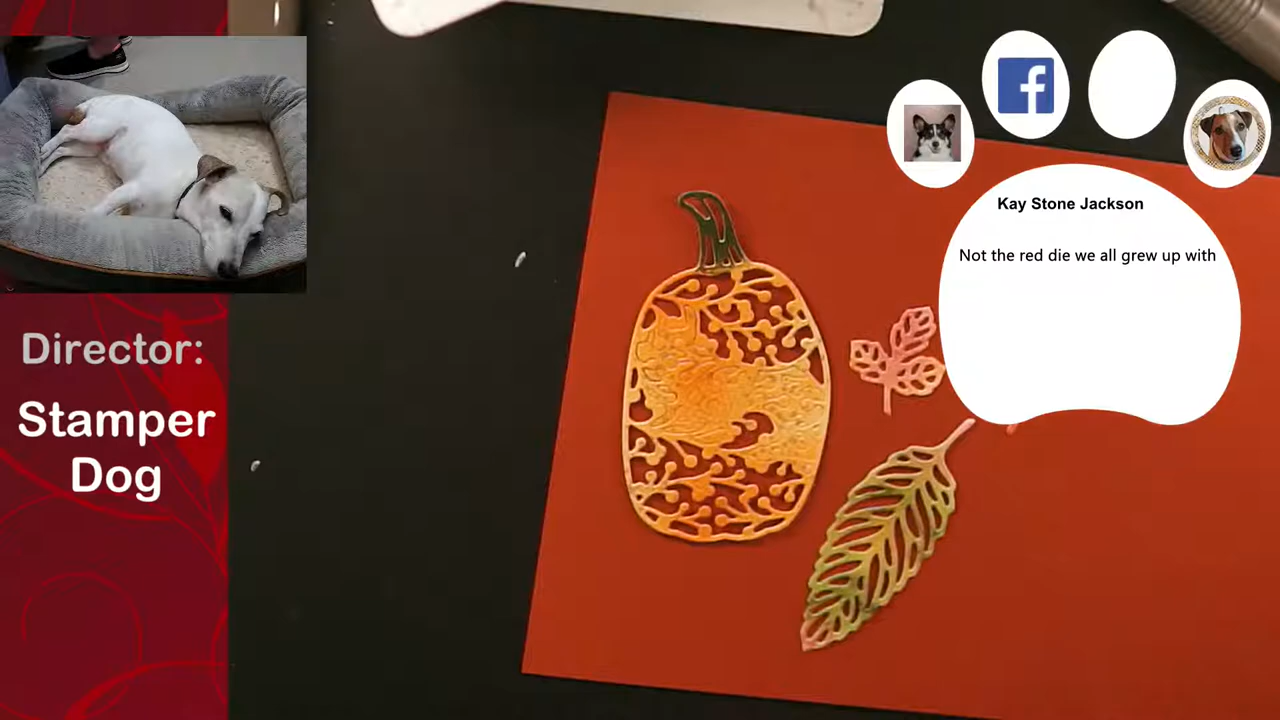 Director:
Stamper
Dog
Kay Stone Jackson
Not the red die we all grew up with